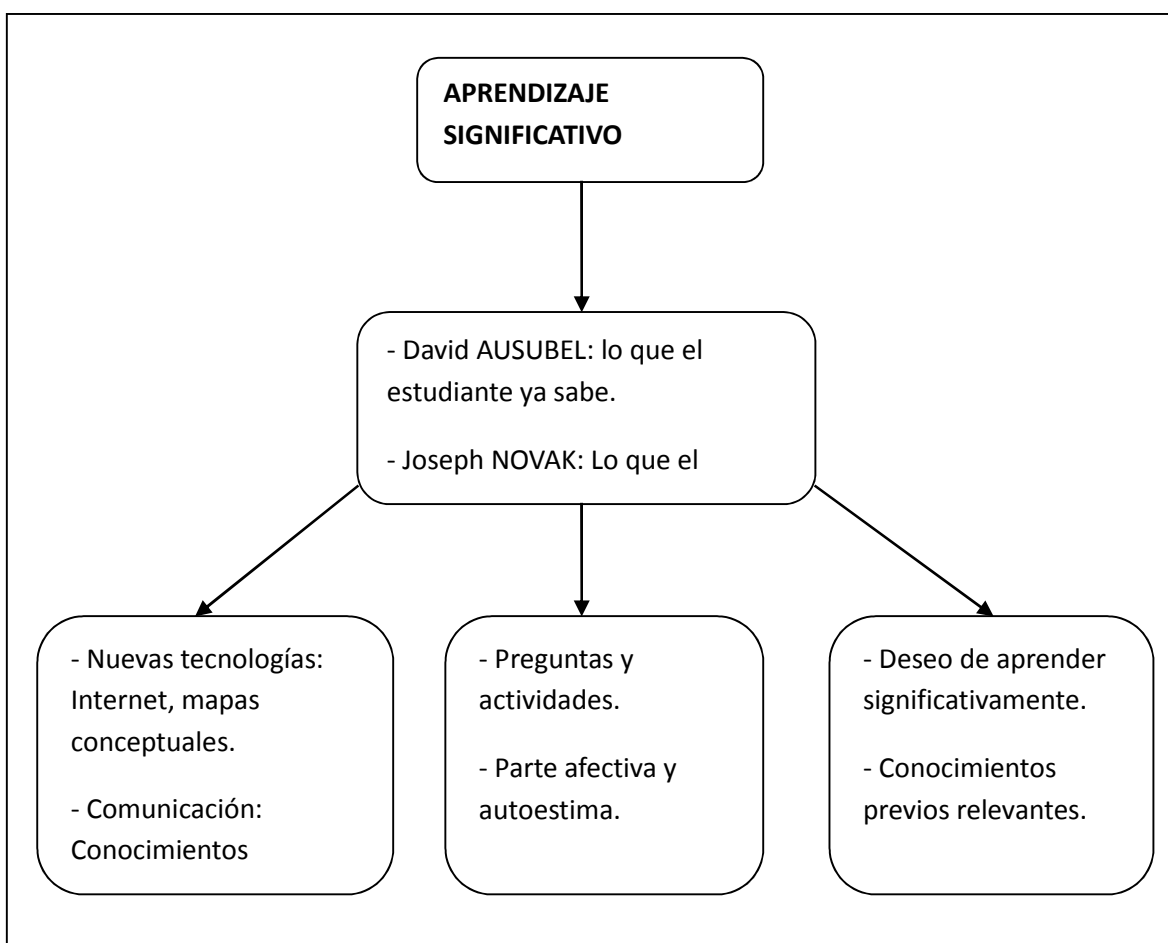 APRENDIZAJE
SIGNIFICATIVO
- David AUSUBEL: lo que el
estudiante ya sabe.
- Joseph NOVAK: Lo que el
- Nuevas tecnologías:
Internet, mapas
conceptuales.
- Comunicación:
Conocimientos
- Preguntas y
actividades.
- Parte afectiva y
autoestima.
- Deseo de aprender
significativamente.
- Conocimientos
previos relevantes.